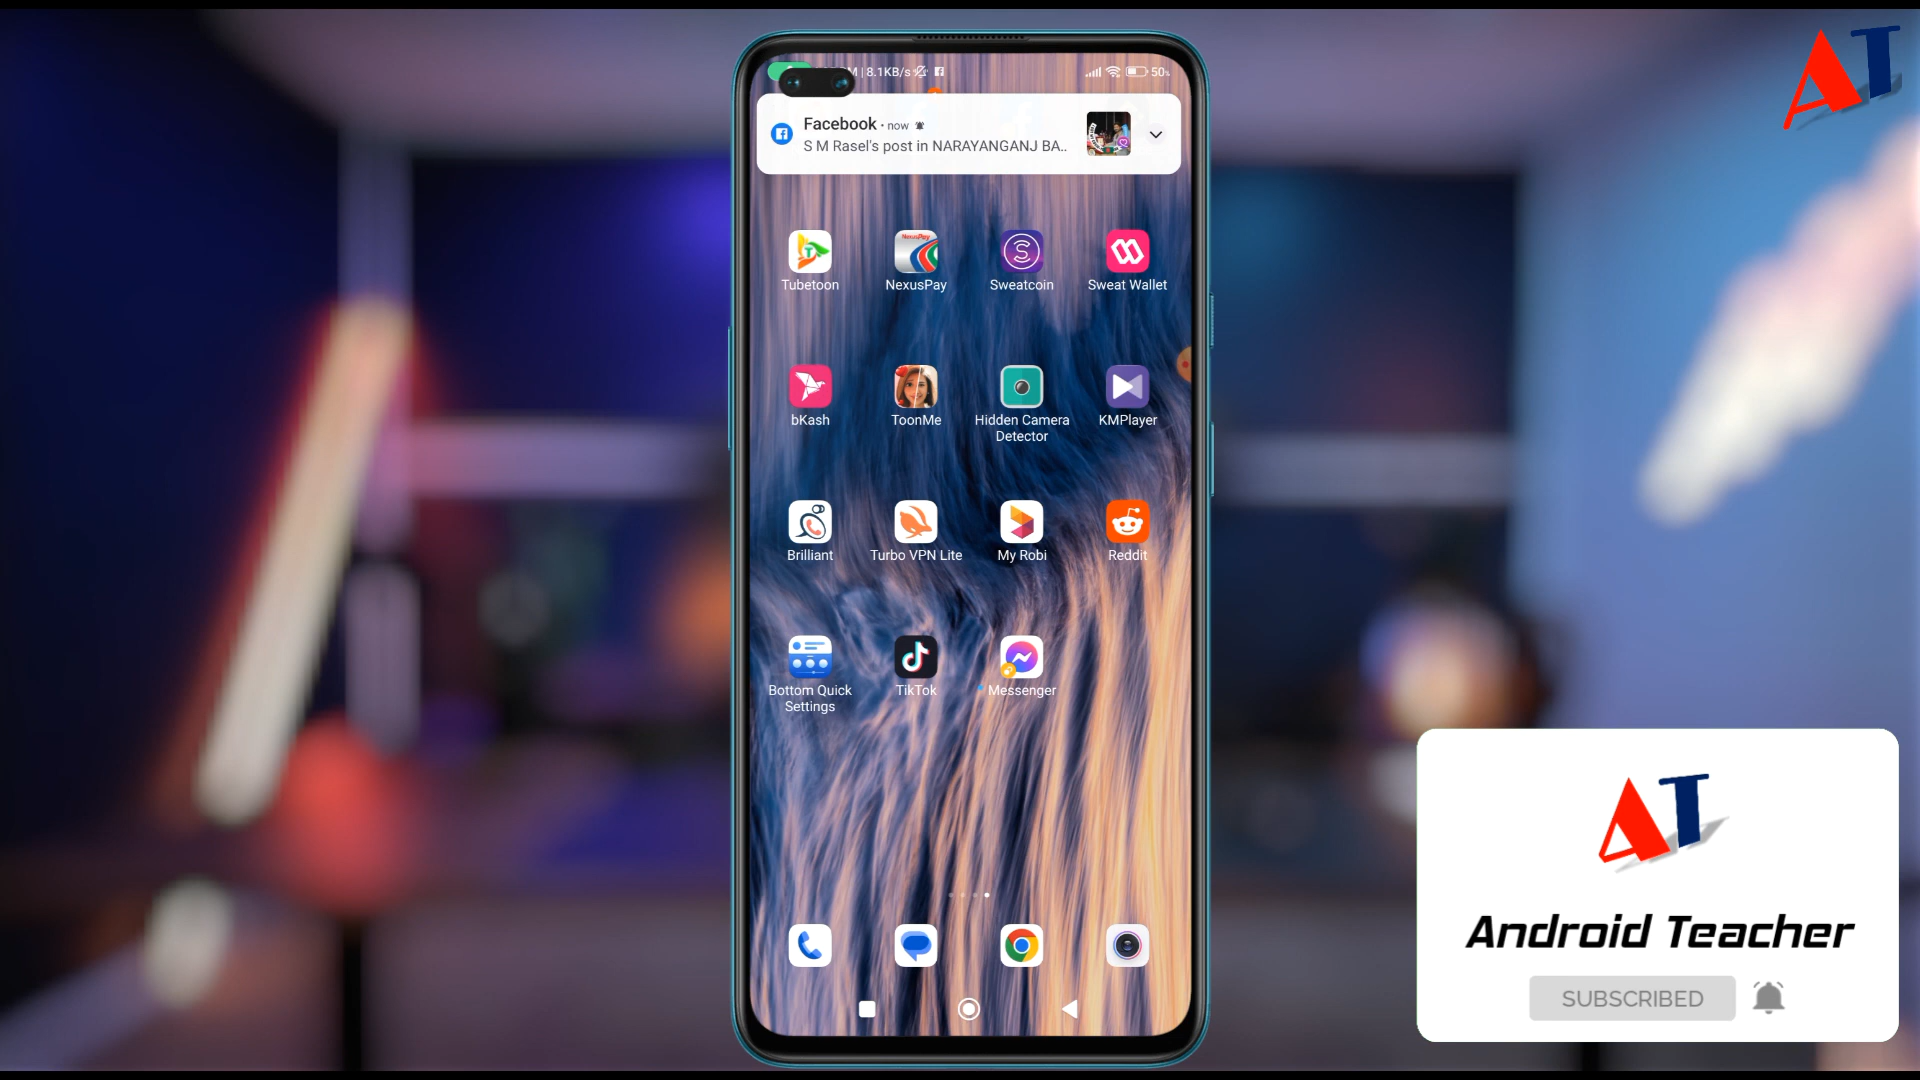 M | 8.1KB/s
50%
AT
Facebook • now
S M Rasel's post in NARAYANGANJ BA..
Tubetoon
NexusPay
NexusPay
Sweatcoin
Sweat Wallet
bKash
ToonMe
Hidden Camera
Detector
KMPlayer
Brilliant
Turbo VPN Lite
My Robi
Reddit
Bottom Quick
Settings
TikTok
Messenger
AT
Android Teacher
SUBSCRIBED